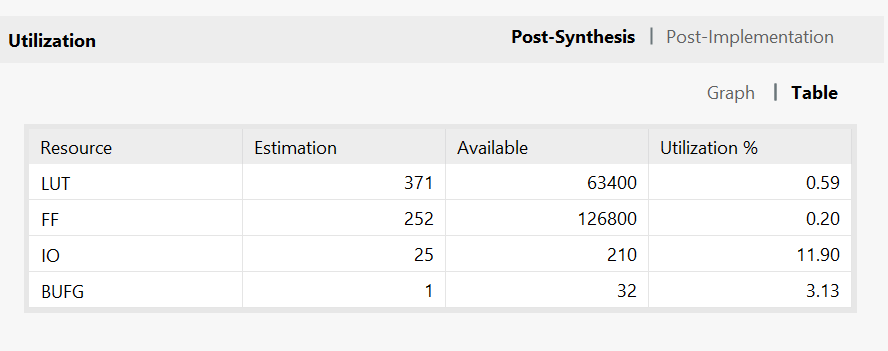 Utilization Post-Synthesis | Post-Implementation
Graph | Table
Resource Estimation Available Utilization %
LUT 371 63400 0.59
FF 252 126800 0.20
IO 25 210 11.90
BUFG 1 32 3.13